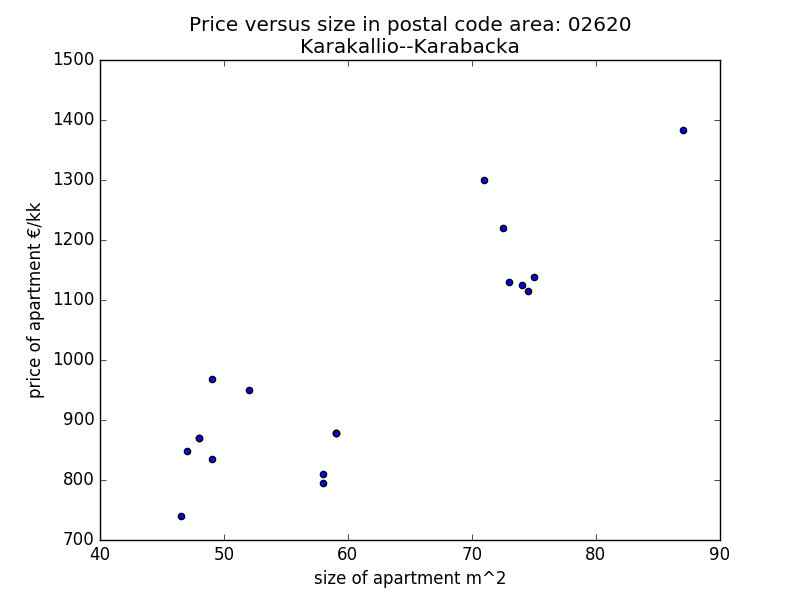 Price versus size in postal code area: 02620
Karakallio--Karabacka
1500
1400
1300
1200
1100
1000
900
800
700
price of apartment €/kk
40 50 60 70 80 90
size of apartment m^2